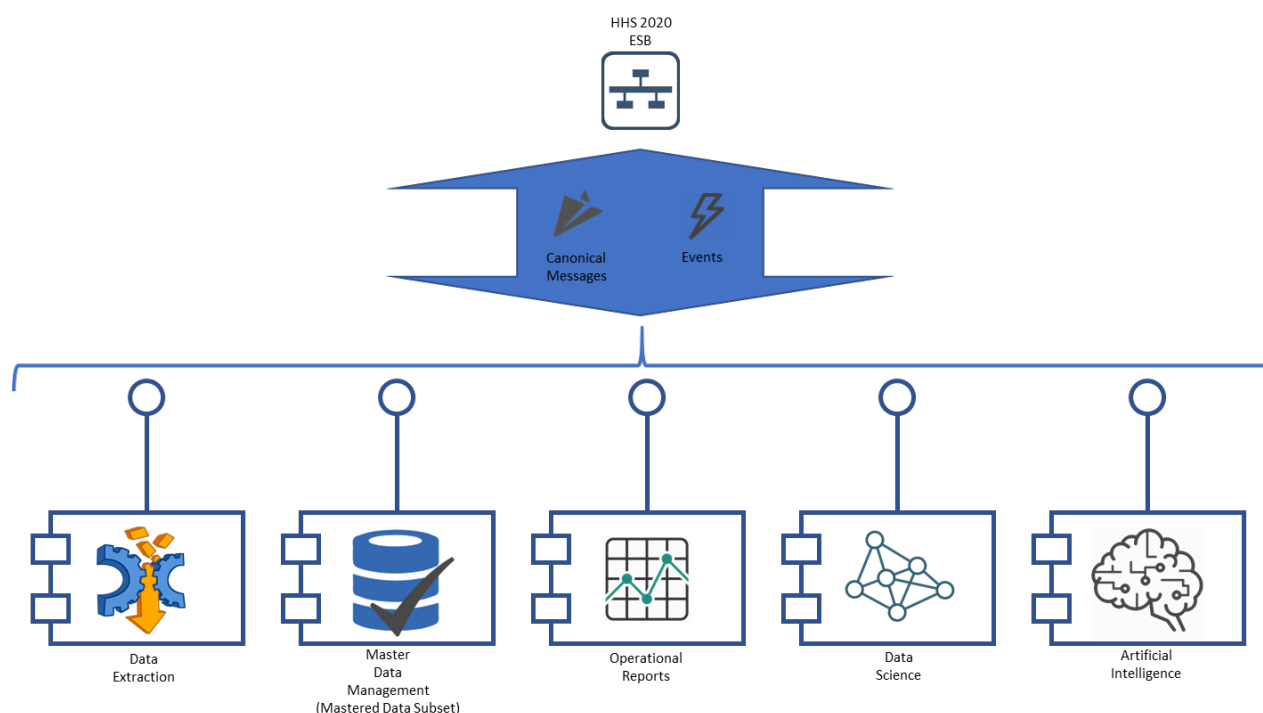 HHS 2020
ESB
Canonical
Messages
Events
Data
Extraction
Master
Data
Management
(Mastered Data Subset)
Operational
Reports
Data
Science
Artificial
Intelligence